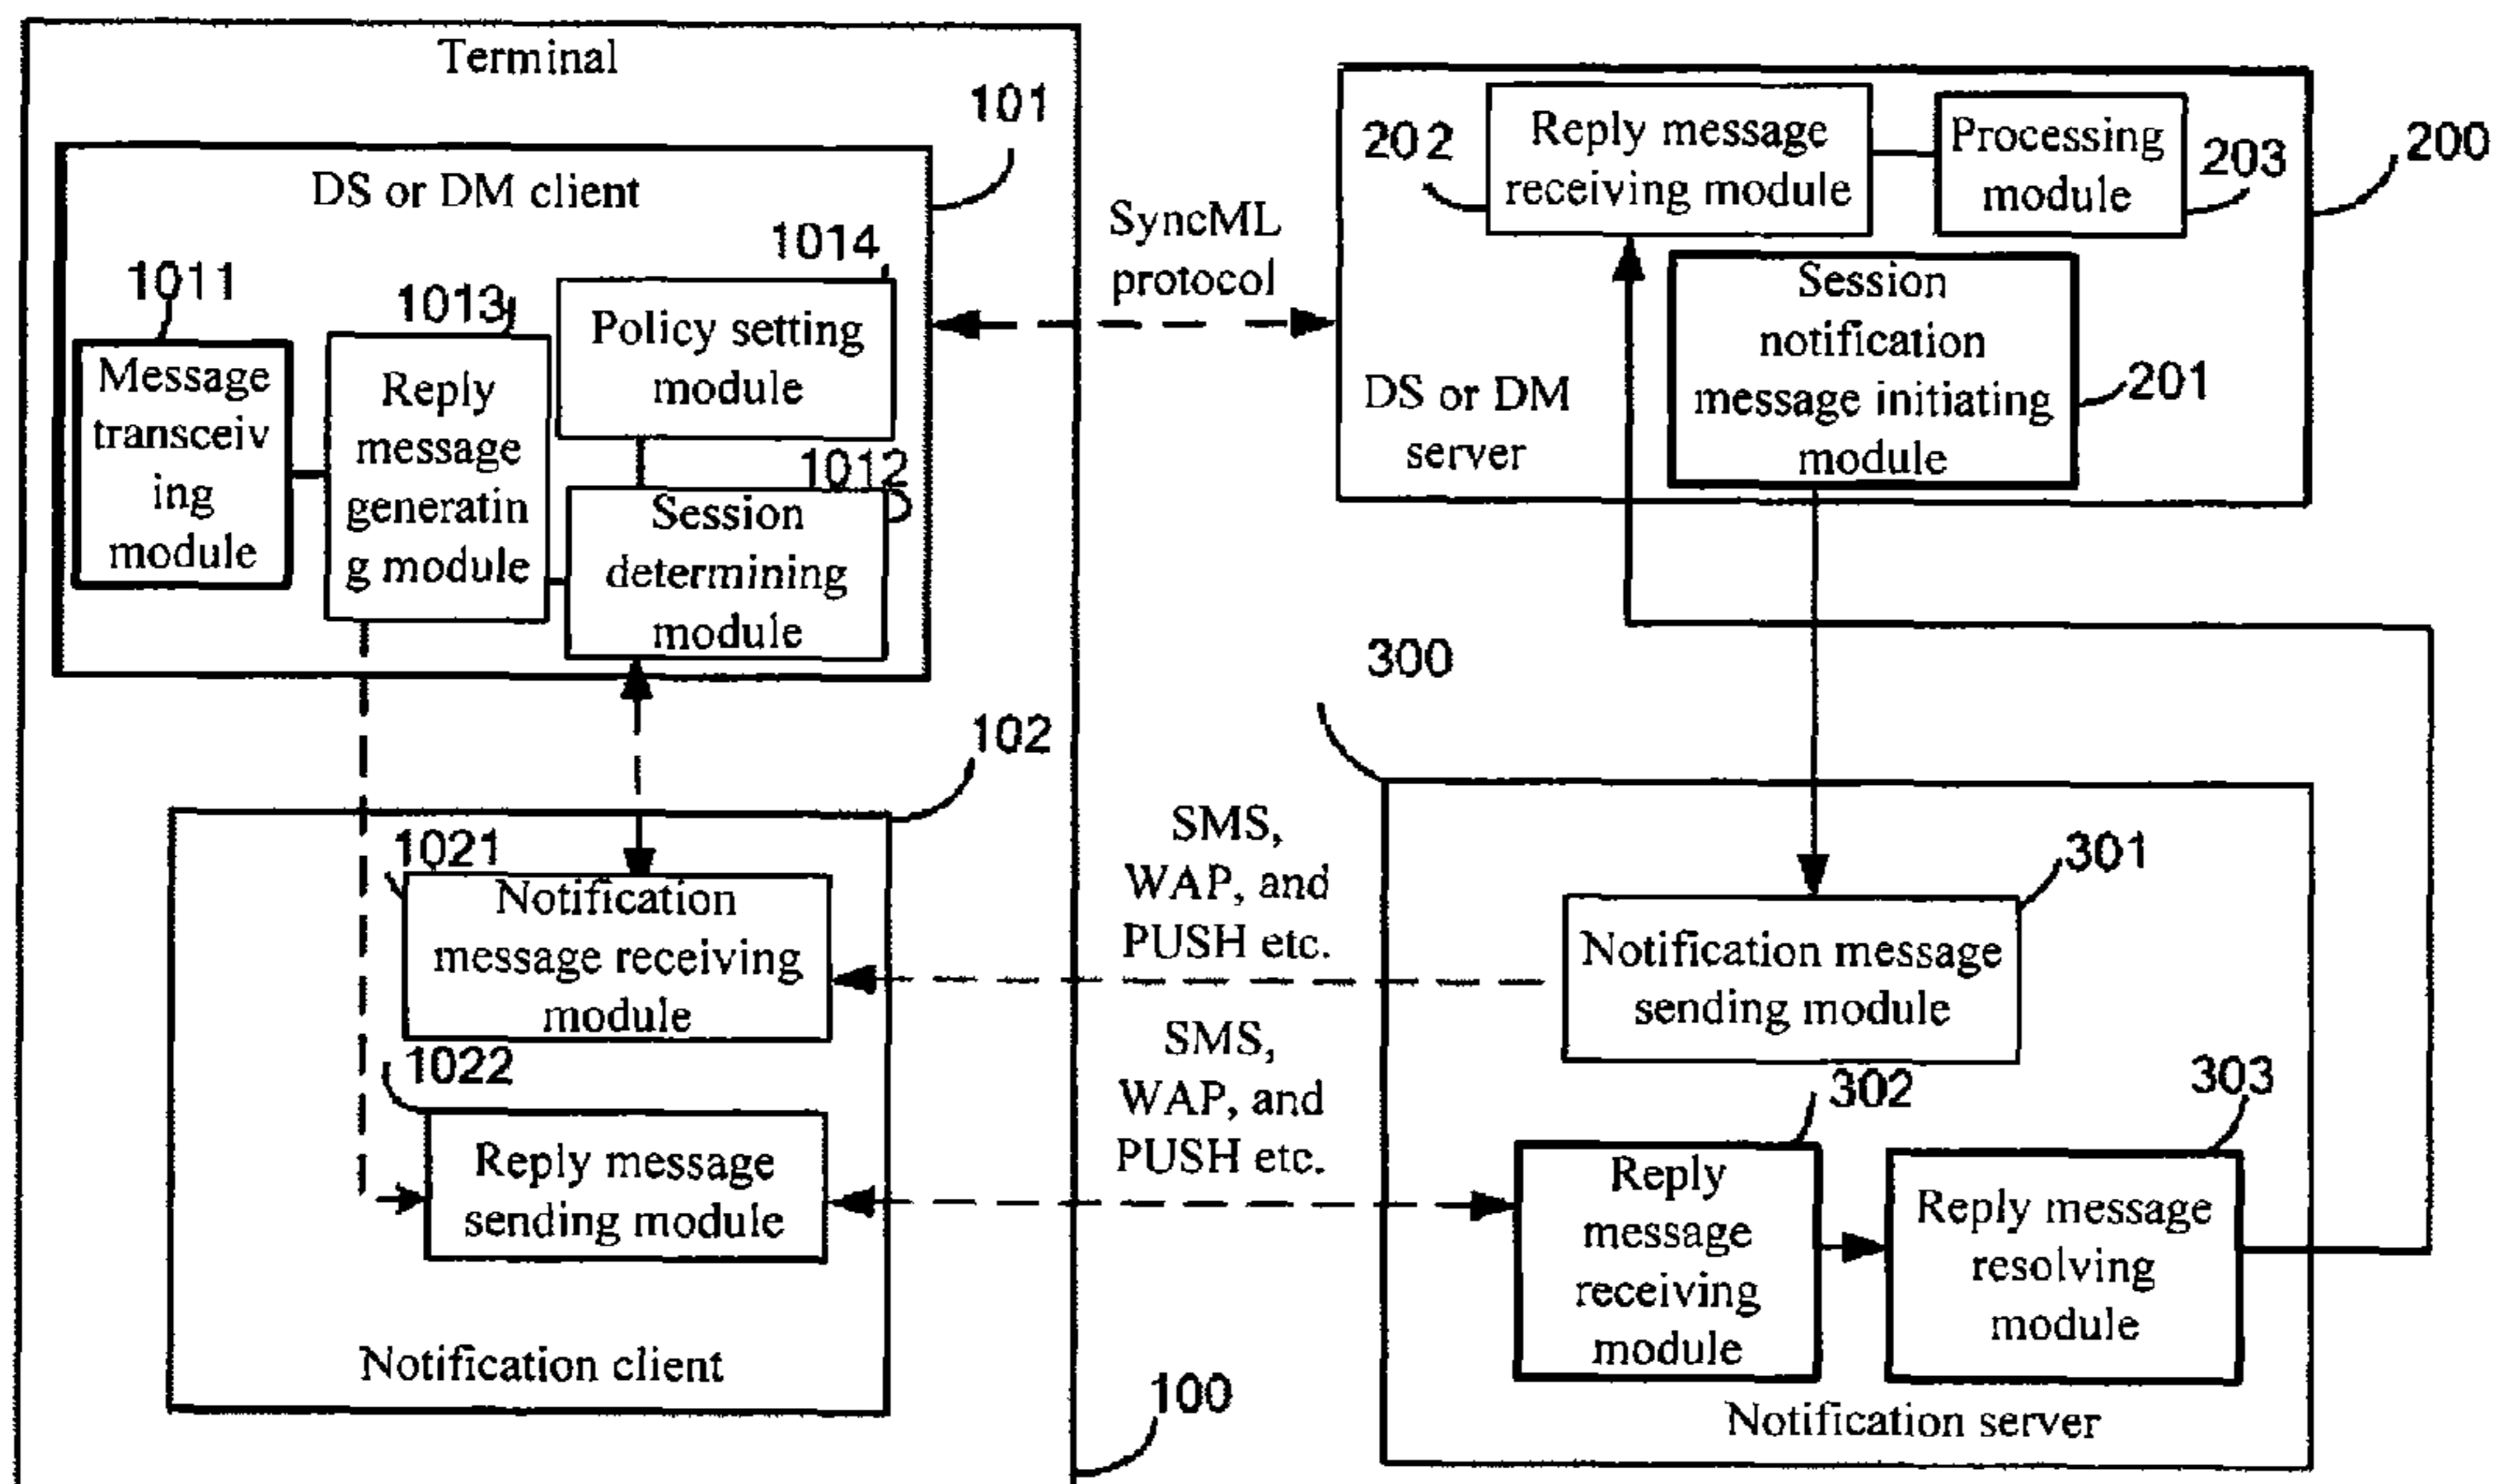 Terminal
101
DS or DM client
1014
1011
1013
Policy setting
module
Message
transceiv
ing
module
Reply
message
generatin
g module
1012
Session
determining
module
SyncML
protocol
202
Reply message
receiving module
Processing
module
203
200
Session
notification
message initiating
module
201
DS or DM
server
300
102
1021
Notification
message receiving
module
1022
Reply message
sending module
Notification client
100
SMS,
WAP, and
PUSH etc.
SMS,
WAP, and
PUSH etc.
301
Notification message
sending module
302
303
Reply
message
receiving
module
Reply message
resolving
module
Notification server